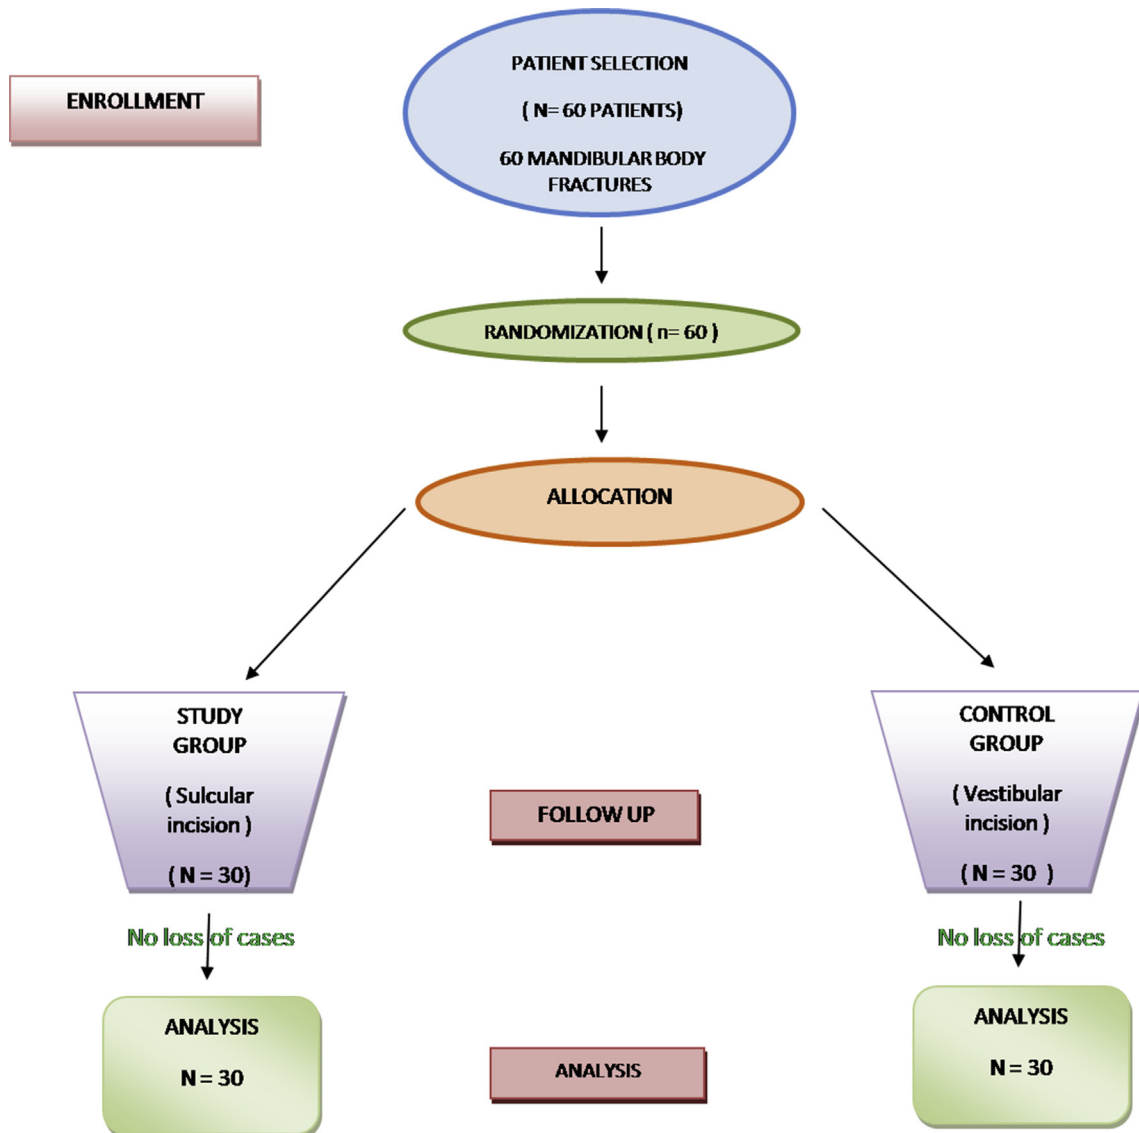 ENROLLMENT
PATIENT SELECTION
( N= 60 PATIENTS)
60 MANDIBULAR BODY
FRACTURES
RANDOMIZATION ( n= 60 )
ALLOCATION
STUDY
GROUP
( Sulcular
incision )
( N = 30)
CONTROL
GROUP
( Vestibular
incision )
( N = 30 )
FOLLOW UP
No loss of cases
No loss of cases
ANALYSIS
N = 30
ANALYSIS
ANALYSIS
N = 30